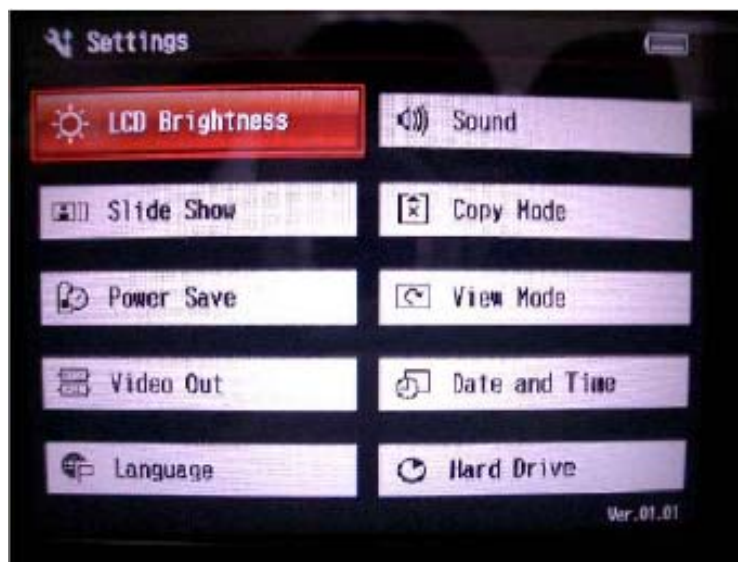 Settings
LCD Brightness
Sound
Slide Show
Copy Mode
Power Save
View Mode
Video Out
Date and Time
Language
Hard Drive
Ver.01.01